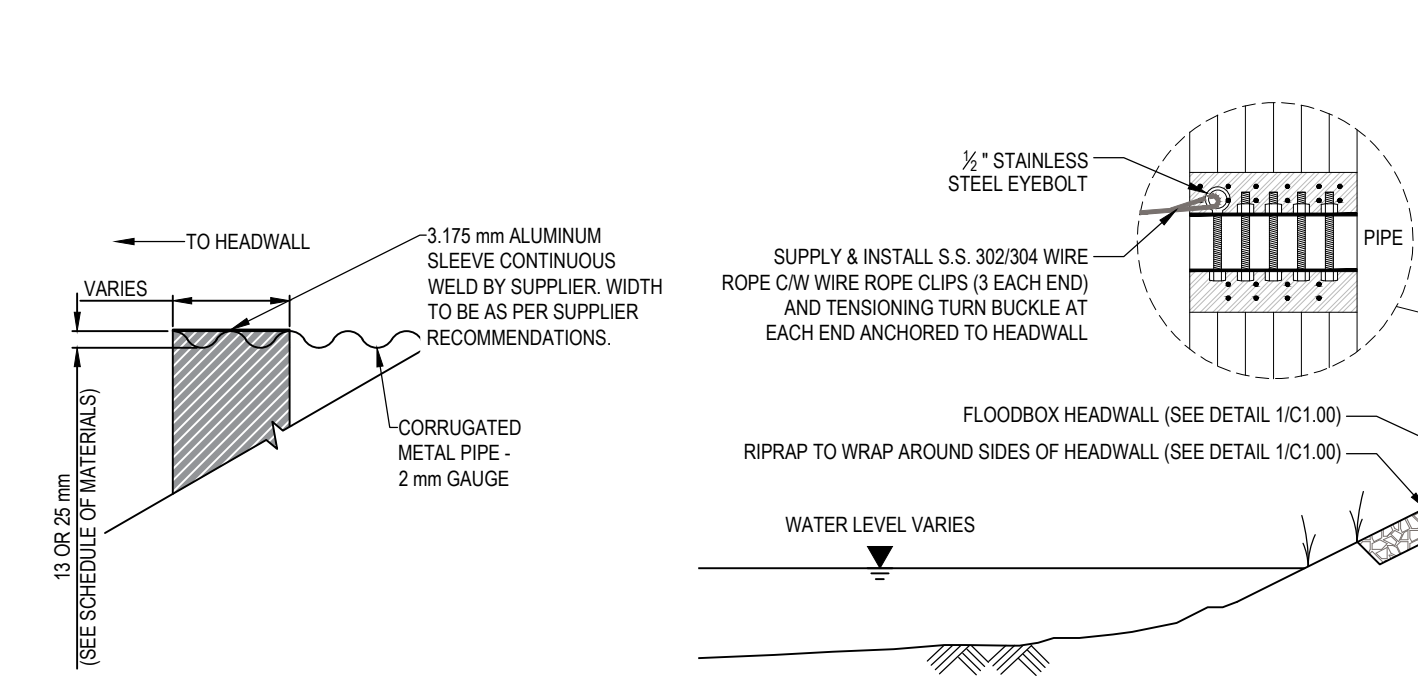 TO HEADWALL
VARIES
3.175 mm ALUMINUM
SLEEVE CONTINUOUS
WELD BY SUPPLIER. WIDTH
TO BE AS PER SUPPLIER
RECOMMENDATIONS.
CORRUGATED
METAL PIPE -
2 mm GAUGE
13 OR 25 mm
(SEE SCHEDULE OF MATERIALS)
½" STAINLESS
STEEL EYEBOLT
SUPPLY & INSTALL S.S. 302/304 WIRE
ROPE C/W WIRE ROPE CLIPS (3 EACH END)
AND TENSIONING TURN BUCKLE AT
EACH END ANCHORED TO HEADWALL
PIPE
FLOODBOX HEADWALL (SEE DETAIL 1/C1.00)
RIPRAP TO WRAP AROUND SIDES OF HEADWALL (SEE DETAIL 1/C1.00)
WATER LEVEL VARIES